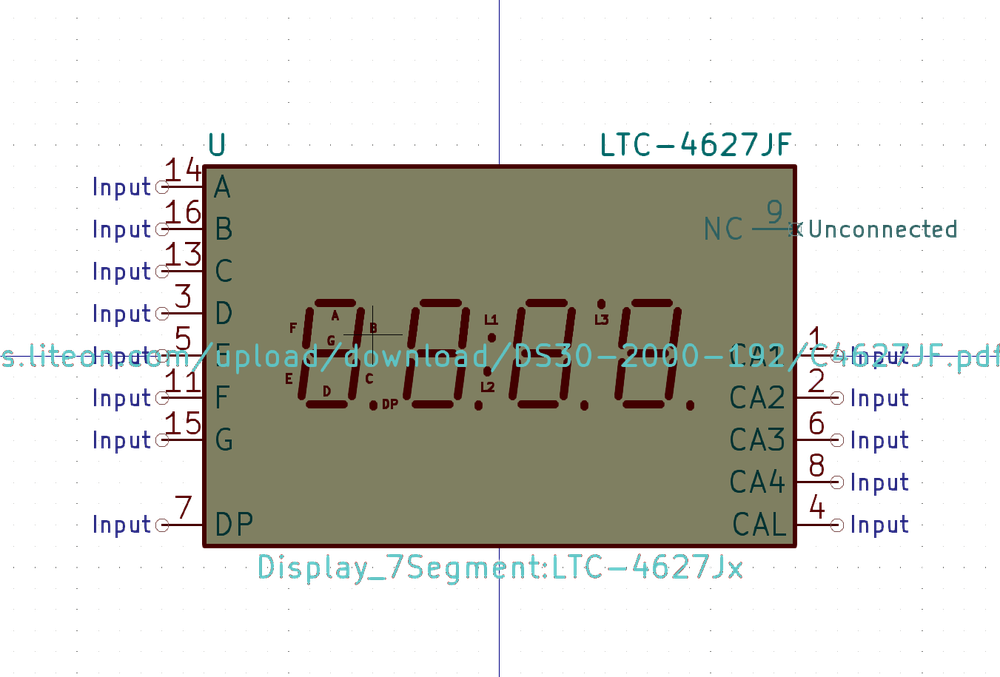 U
LTC-4627JF
Input 14 A
Input 16 B
NC 9 Unconnected
Input 13 C
Input 3 D
A
F
B
G
L1
L3
Input 5 E
CA1 1 Input
s.liteon.com/upload/download/DS30-2000-192/C4627JF.pdf
E
C
D
DP
L2
Input 11 F
CA2 2 Input
Input 15 G
CA3 6 Input
CA4 8 Input
Input 7 DP
CAL 4 Input
Display_7Segment:LTC-4627Jx